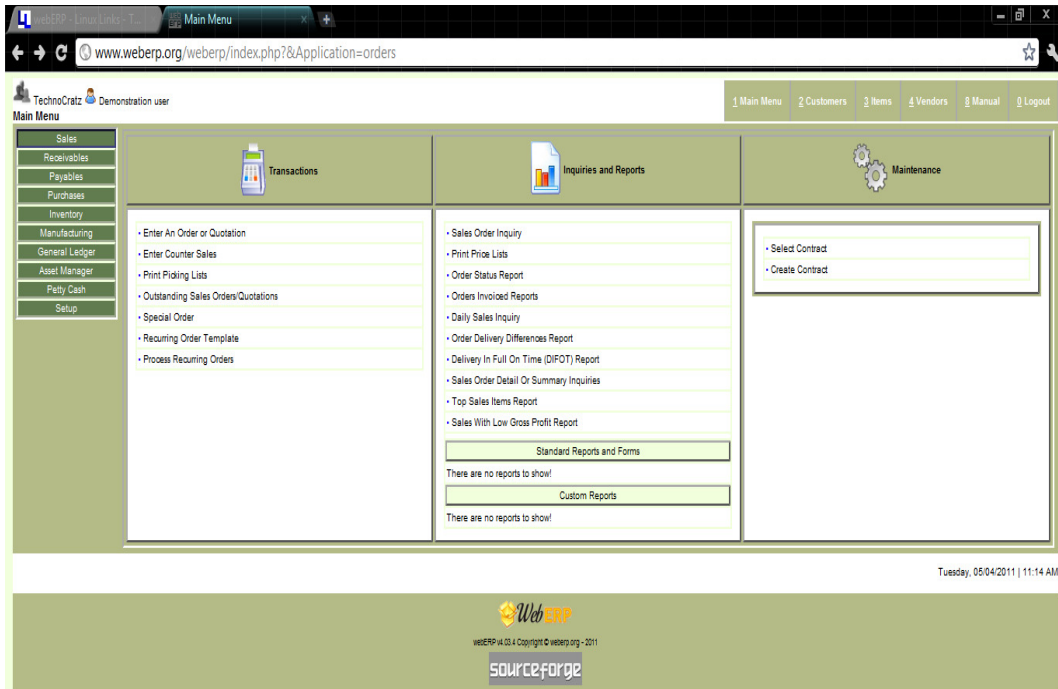 webERP - Linux Links - T...
Main Menu
www.weberp.org/weberp/index.php?&Application=orders
TechnoCratz Demonstration user
Main Menu
1 Main Menu 2 Customers 3 Items 4 Vendors 8 Manual 0 Logout
Sales
Receivables
Payables
Purchases
Inventory
Manufacturing
General Ledger
Asset Manager
Petty Cash
Setup
Transactions
• Enter An Order or Quotation
• Enter Counter Sales
• Print Picking Lists
• Outstanding Sales Orders/Quotations
• Special Order
• Recurring Order Template
• Process Recurring Orders
Inquiries and Reports
• Sales Order Inquiry
• Print Price Lists
• Order Status Report
• Orders Invoiced Reports
• Daily Sales Inquiry
• Order Delivery Differences Report
• Delivery In Full On Time (DIFOT) Report
• Sales Order Detail Or Summary Inquiries
• Top Sales Items Report
• Sales With Low Gross Profit Report
Standard Reports and Forms
There are no reports to show!
Custom Reports
There are no reports to show!
Maintenance
• Select Contract
• Create Contract
Tuesday, 05/04/2011 | 11:14 AM
WebERP
webERP v4.03.4 Copyright © weberp.org - 2011
sourceforge